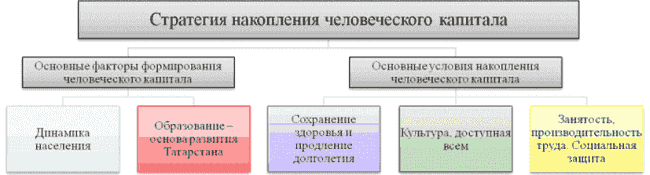 Стратегия накопления человеческого капитала
Основные факторы формирования
человеческого капитала
Основные условия накопления
человеческого капитала
Динамика
населения
Образование –
основа развития
Татарстана
Сохранение
здоровья и
продление
долголетия
Культура, доступная
всем
Занятость,
производительность
труда. Социальная
защита